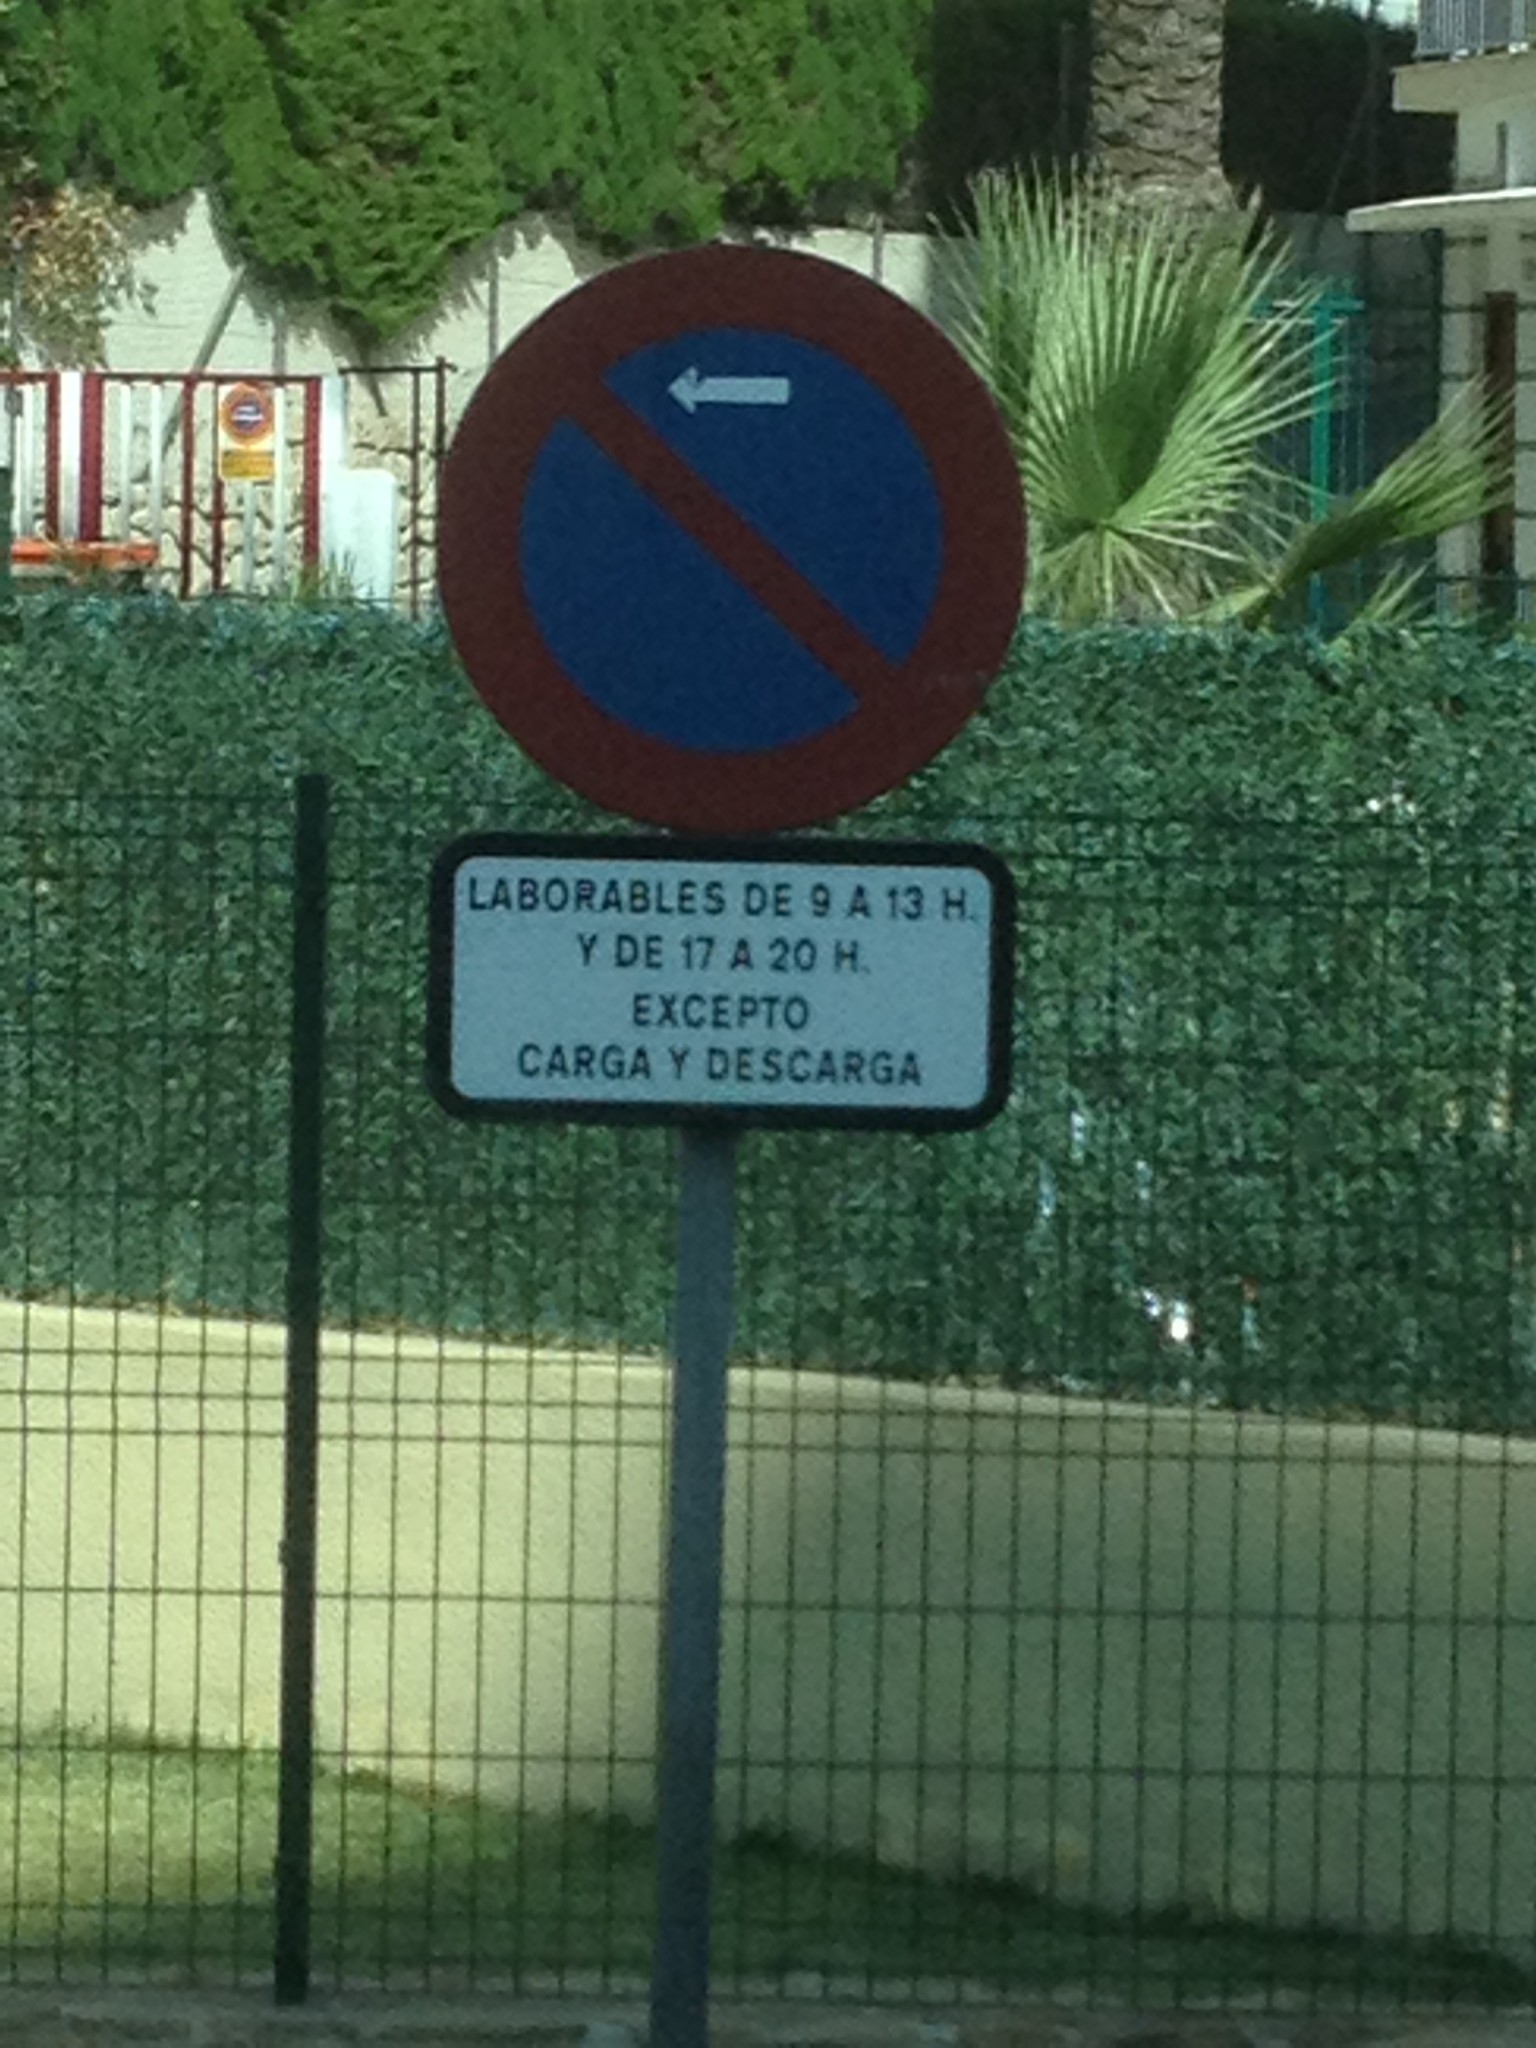 LABORABLES DE 9 A 13 H.
Y DE 17 A 20 H.
EXCEPTO
CARGA Y DESCARGA